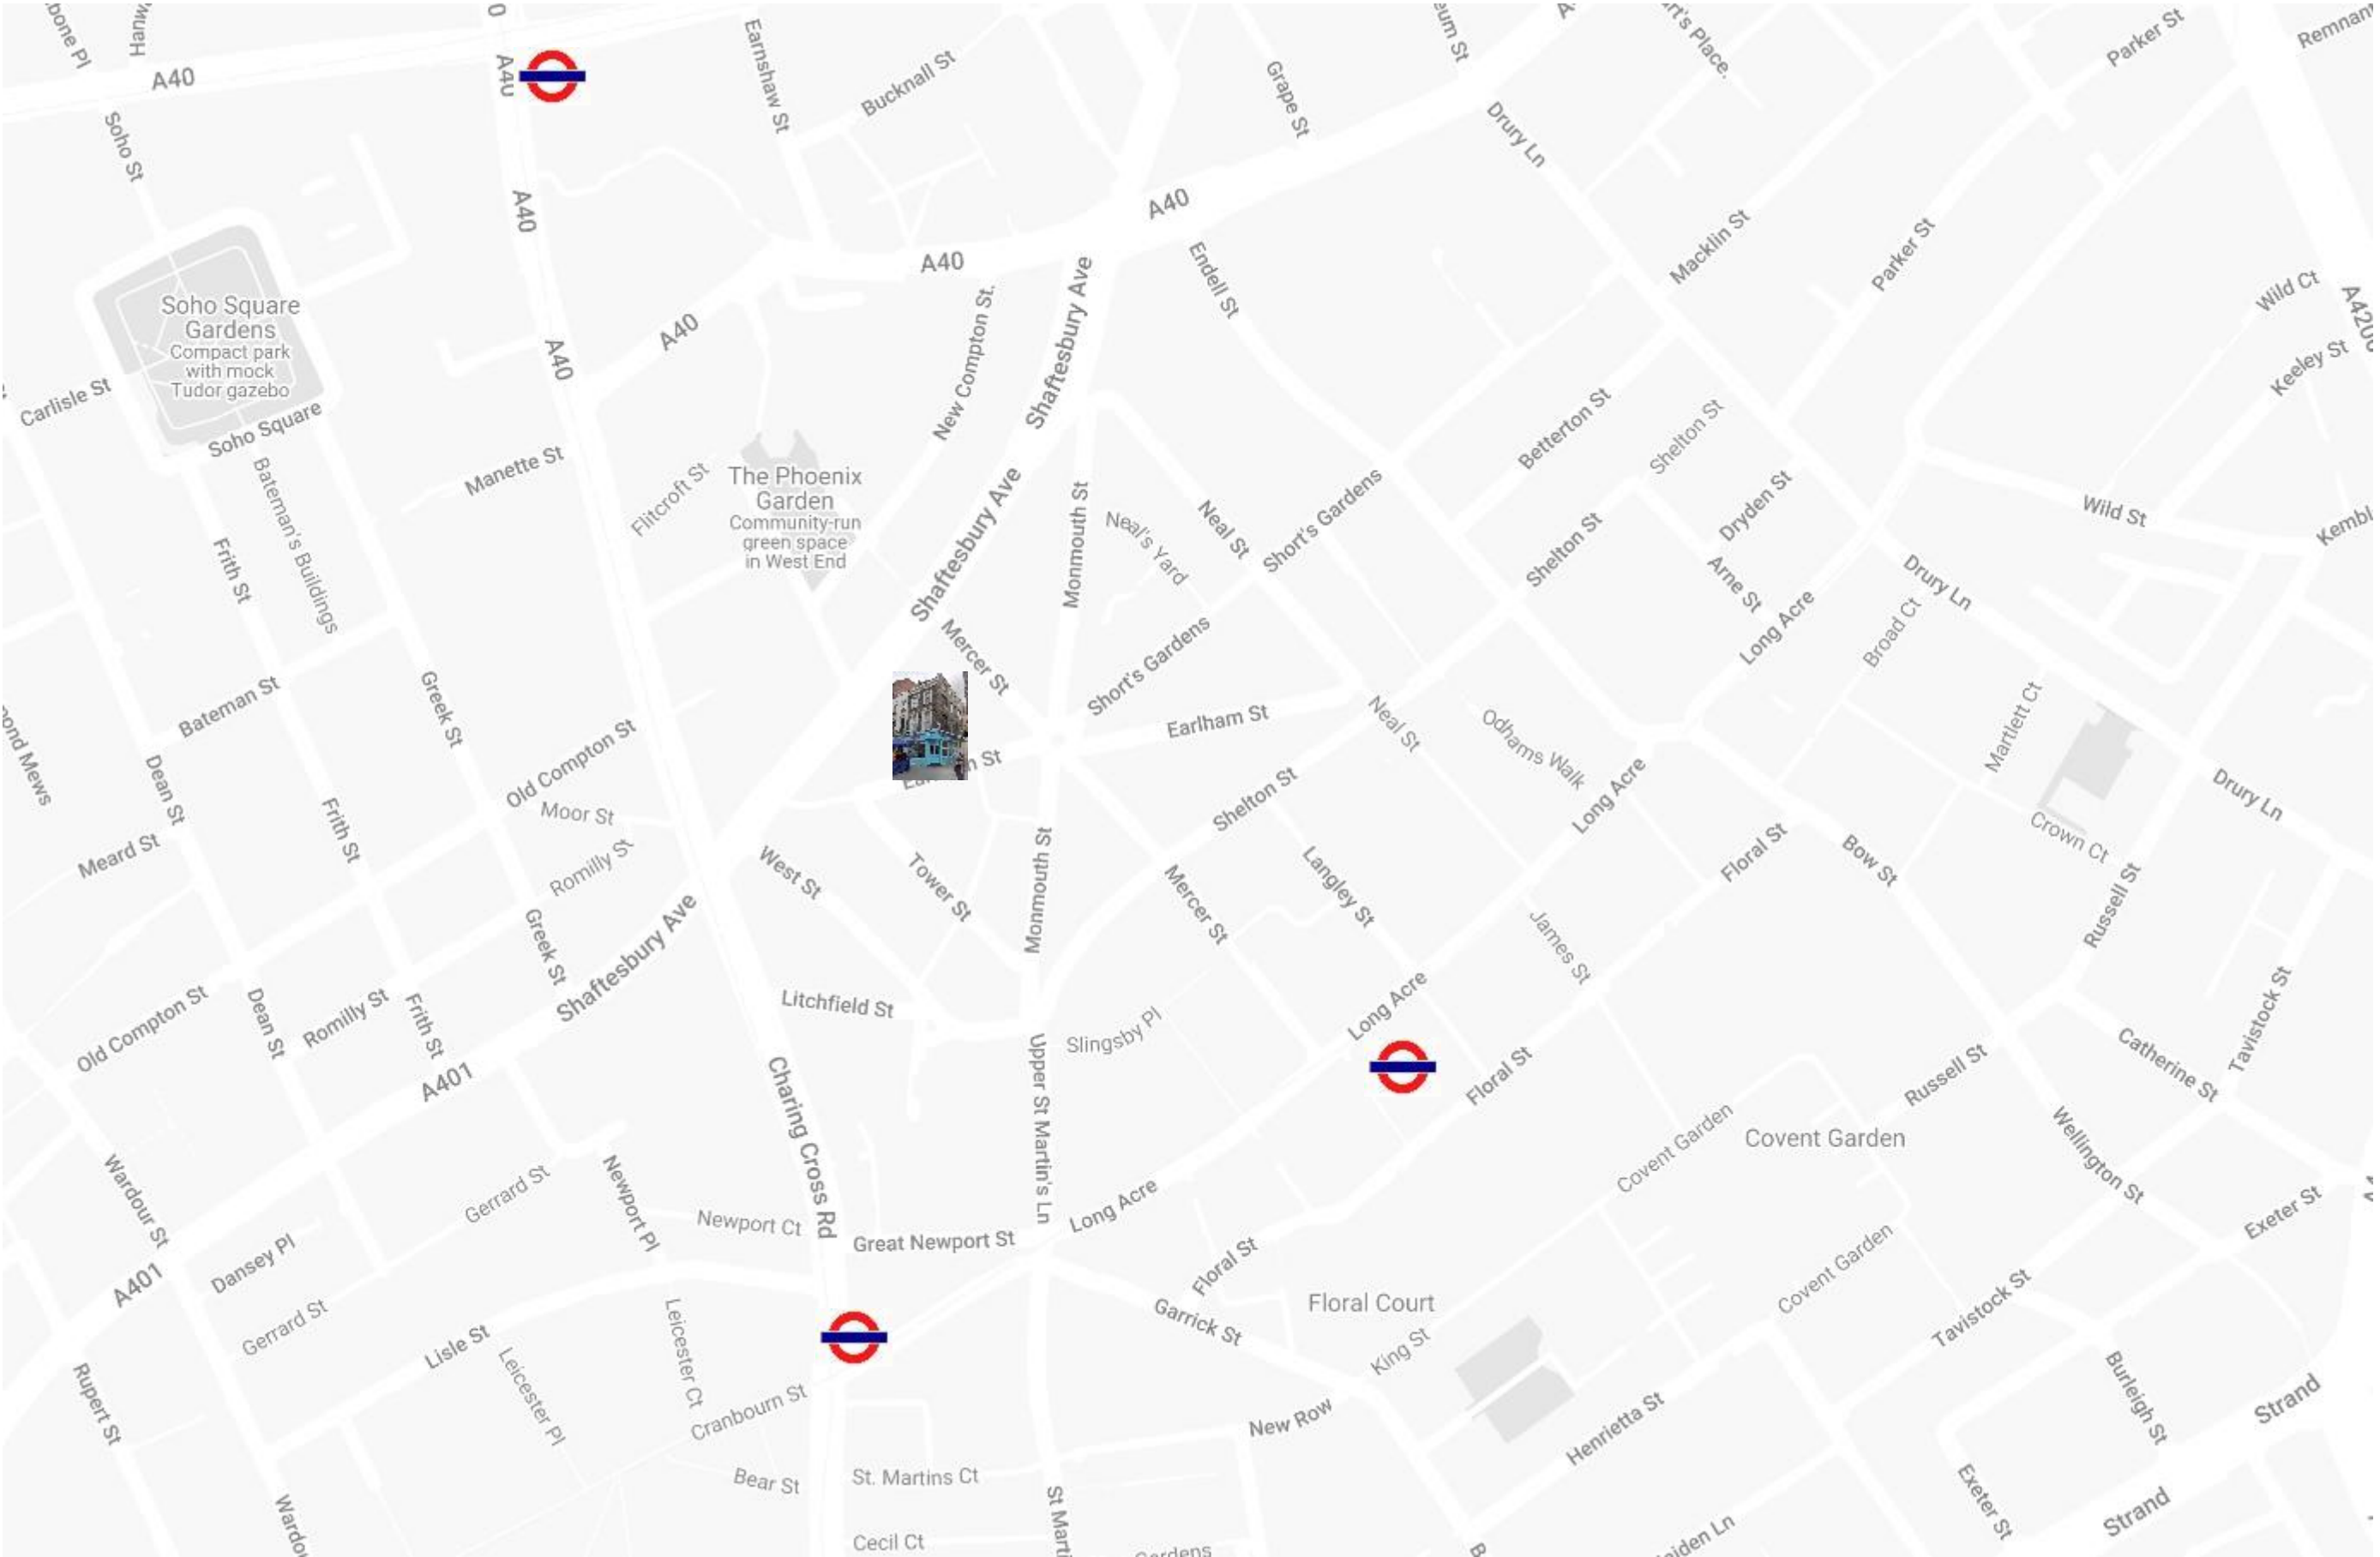 A40
Soho St
A40
Earnshaw St
Bucknall St
Grape St
Drury Ln
Parker St
A40
A40
Macklin St
Parker St
Endell St
A40
Shaftesbury Ave
New Compton St.
Wild Ct
Keeley St
Soho Square
Gardens
Compact park
with mock
Tudor gazebo
Carlisle St
Soho Square
A40
A40
Manette St
Flitcroft St
The Phoenix
Garden
Community-run
green space
in West End
Shaftesbury Ave
Monmouth St
Neal's Yard
Neal St
Short's Gardens
Betterton St
Shelton St
Shelton St
Dryden St
Arne St
Long Acre
Broad Ct
Drury Ln
Wild St
Bateman's Buildings
Frith St
Mercer St
Short's Gardens
Earlham St
Neal St
Odhams Walk
Martlett Ct
Bateman St
Greek St
Old Compton St
Moor St
Romilly St
Dean St
Frith St
Meard St
West St
Tower St
Monmouth St
Shelton St
Mercer St
Langley St
Long Acre
Floral St
Bow St
Crown Ct
Drury Ln
Russell St
James St
Greek St
Shaftesbury Ave
Litchfield St
Slingsby Pl
Long Acre
Floral St
Old Compton St
Dean St
Romilly St
Frith St
A401
Charing Cross Rd
Upper St Martin's Ln
Covent Garden
Covent Garden
Russell St
Catherine St
Tavistock St
Wellington St
Wardour St
Gerrard St
Newport Pl
Newport Ct
Great Newport St
Long Acre
Floral St
Exeter St
Dansey Pl
A401
Gerrard St
Lisle St
Leicester Pl
Leicester Ct
Garrick St
Floral Court
King St
Covent Garden
Tavistock St
Rupert St
Cranbourn St
Bear St
St. Martins Ct
New Row
Henrietta St
Burleigh St
Strand
Exeter St
Strand
Cecil Ct